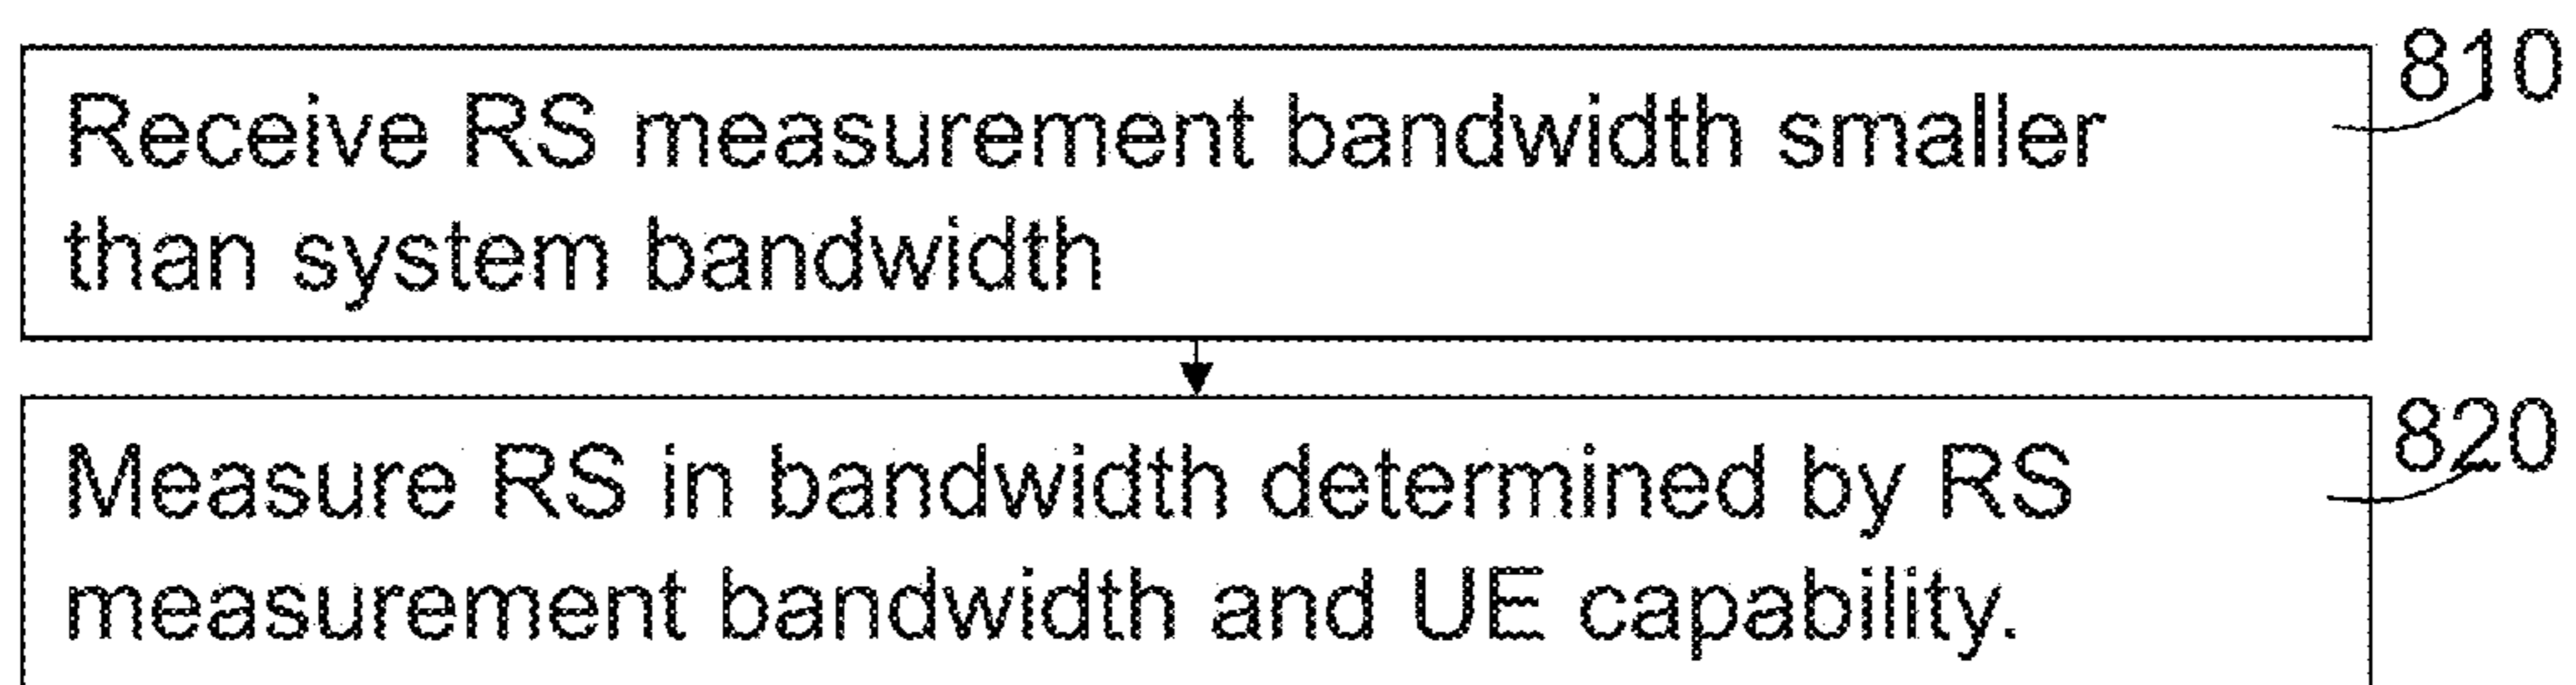 810
Receive RS measurement bandwidth smaller
than system bandwidth
820
Measure RS in bandwidth determined by RS
measurement bandwidth and UE capability.